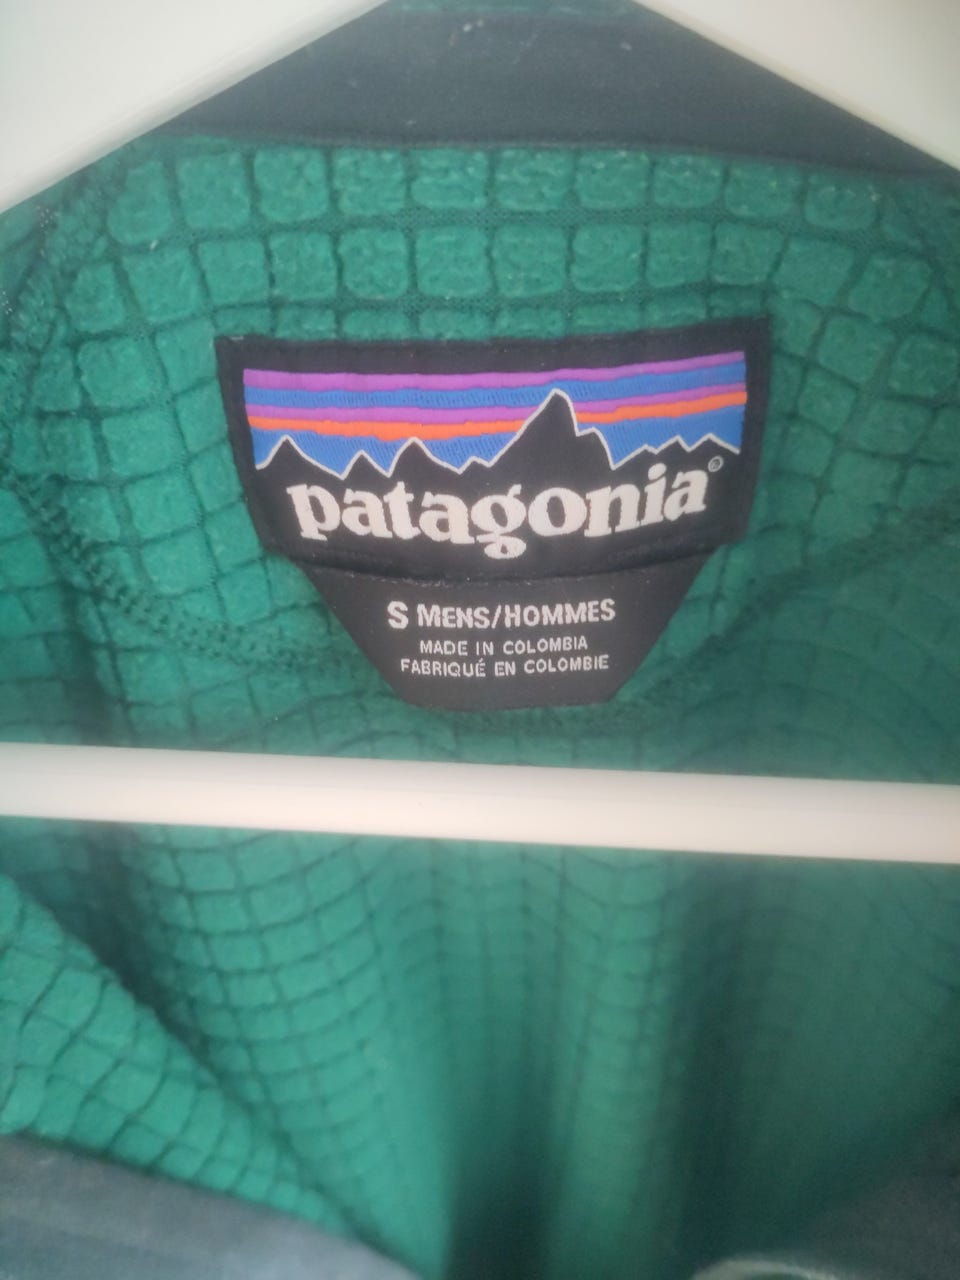 patagonia®
S MENS/HOMMES
MADE IN COLOMBIA
FABRIQUÉ EN COLOMBIE